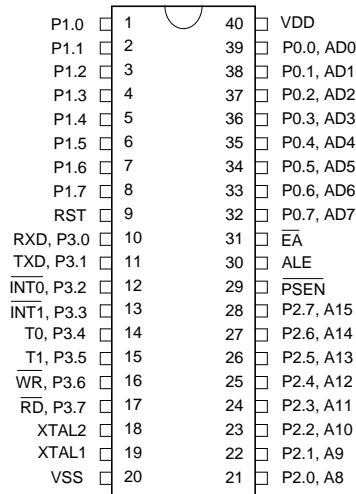 P1.0 1 40 VDD
P1.1 2 39 P0.0, AD0
P1.2 3 38 P0.1, AD1
P1.3 4 37 P0.2, AD2
P1.4 5 36 P0.3, AD3
P1.5 6 35 P0.4, AD4
P1.6 7 34 P0.5, AD5
P1.7 8 33 P0.6, AD6
RST 9 32 P0.7, AD7
RXD, P3.0 10 31 E̅A̅
TXD, P3.1 11 30 ALE
I̅N̅T̅0̅, P3.2 12 29 P̅S̅E̅N̅
I̅N̅T̅1̅, P3.3 13 28 P2.7, A15
T0, P3.4 14 27 P2.6, A14
T1, P3.5 15 26 P2.5, A13
W̅R̅, P3.6 16 25 P2.4, A12
R̅D̅, P3.7 17 24 P2.3, A11
XTAL2 18 23 P2.2, A10
XTAL1 19 22 P2.1, A9
VSS 20 21 P2.0, A8